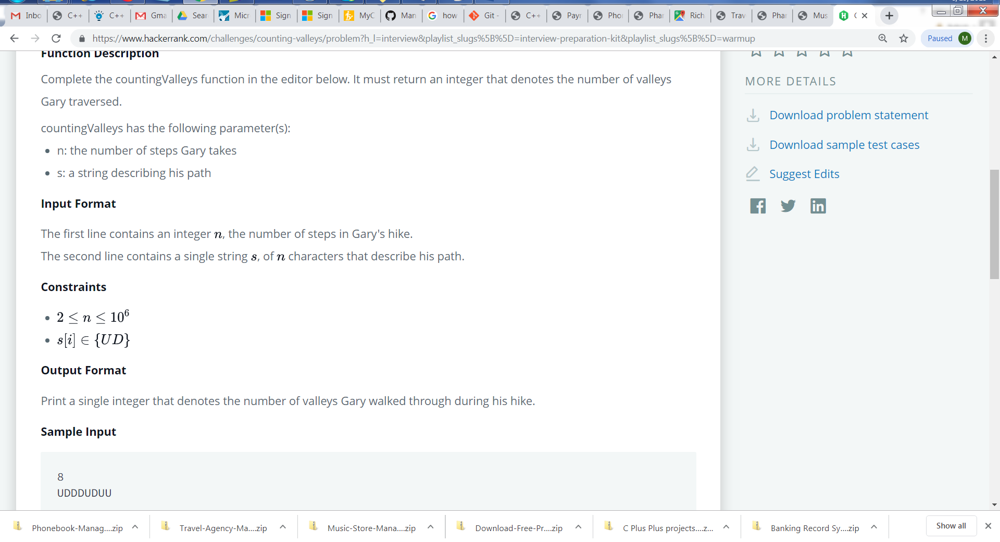 Inbo
C++
C++
Gma
Sear
Micr
Sign
Sign
MyC
Man
how
Git -
C++
Payr
Pho
Pha
Rich
Trav
Phar
Mus
https://www.hackerrank.com/challenges/counting-valleys/problem?h_l=interview&playlist_slugs%5B%5D=interview-preparation-kit&playlist_slugs%5B%5D=warmup
Paused M
Function Description
Complete the countingValleys function in the editor below. It must return an integer that denotes the number of valleys
Gary traversed.
countingValleys has the following parameter(s):
• n: the number of steps Gary takes
• s: a string describing his path
Input Format
The first line contains an integer n, the number of steps in Gary's hike.
The second line contains a single string s, of n characters that describe his path.
Constraints
• 2 ≤ n ≤ 10⁶
• s[i] ∈ {UD}
Output Format
Print a single integer that denotes the number of valleys Gary walked through during his hike.
Sample Input
8
UDDDUDUU
MORE DETAILS
Download problem statement
Download sample test cases
Suggest Edits
Phonebook-Manag....zip
Travel-Agency-Ma....zip
Music-Store-Mana....zip
Download-Free-Pr....zip
C Plus Plus projects....z...
Banking Record Sy....zip
Show all